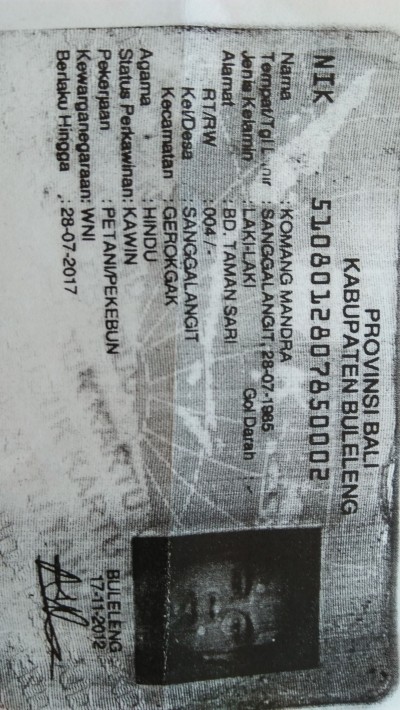 PROVINSI BALI
KABUPATEN BULELENG
NIK 5108012807850002
Nama : KOMANG MANDRA
Tempat/Tgl Lahir : SANGGALANGIT, 28-07-1985
Jenis Kelamin : LAKI-LAKI Gol Darah : -
Alamat : BD. TAMAN SARI
RT/RW : 004 / -
Kel/Desa : SANGGALANGIT
Kecamatan : GEROKGAK
Agama : HINDU
Status Perkawinan: KAWIN
Pekerjaan : PETANI/PEKEBUN
Kewarganegaraan: WNI
Berlaku Hingga : 28-07-2017
BULELENG
17-11-2012